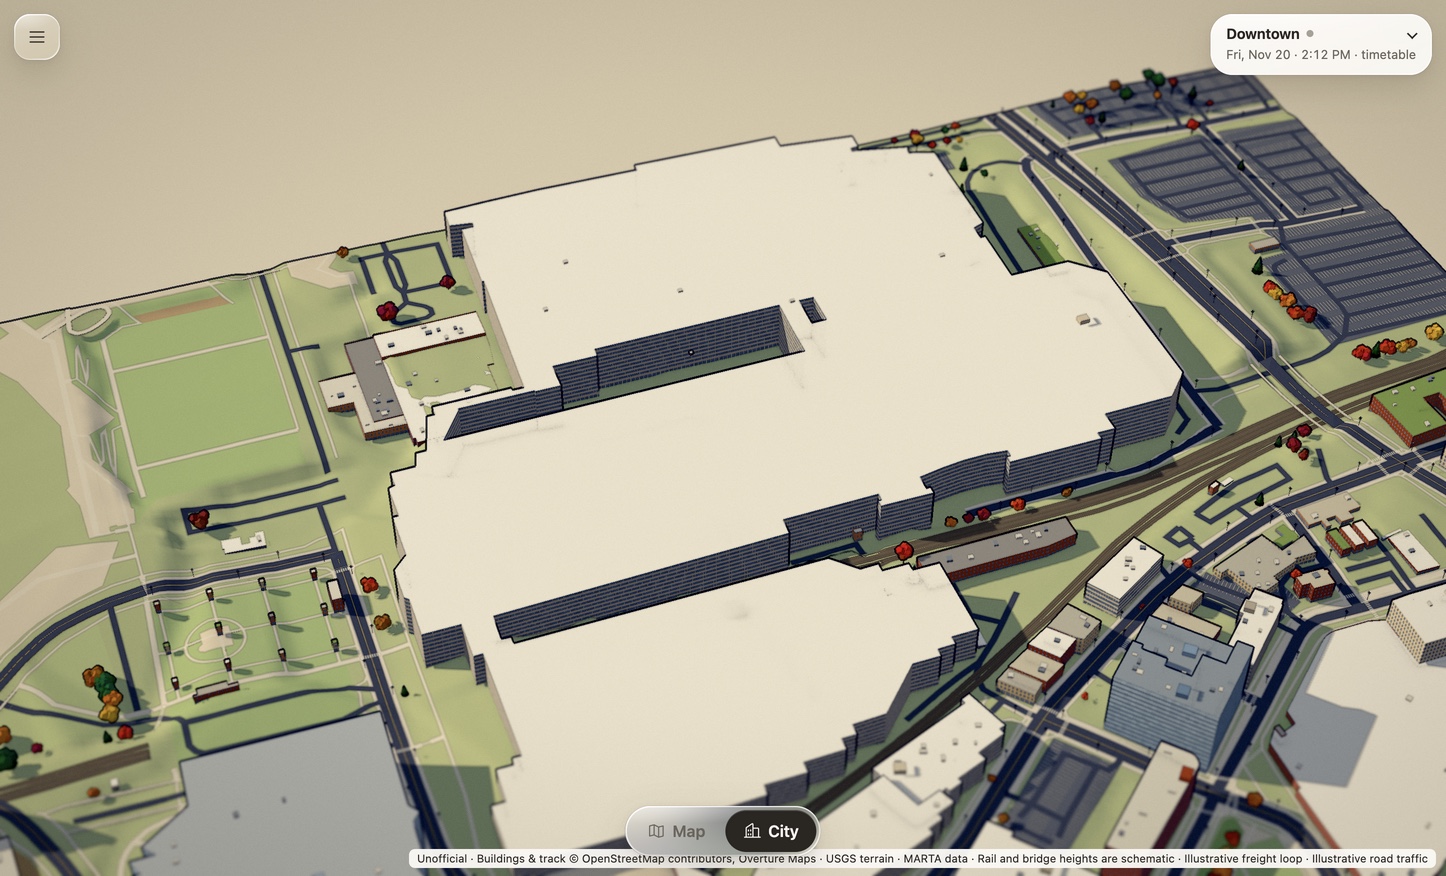 Downtown
Fri, Nov 20 · 2:12 PM · timetable
Map
City
Unofficial · Buildings & track © OpenStreetMap contributors, Overture Maps · USGS terrain · MARTA data · Rail and bridge heights are schematic · Illustrative freight loop · Illustrative road traffic